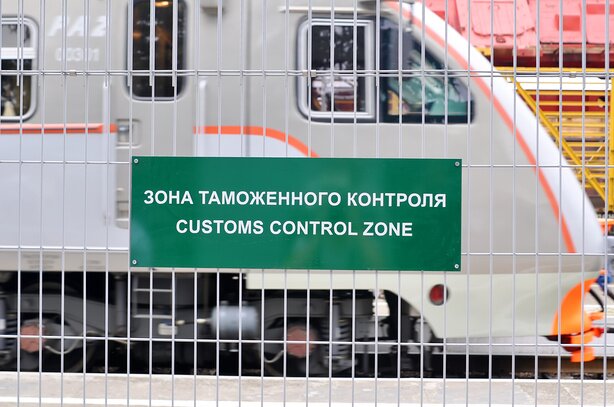 ЗОНА ТАМОЖЕННОГО КОНТРОЛЯ
CUSTOMS CONTROL ZONE